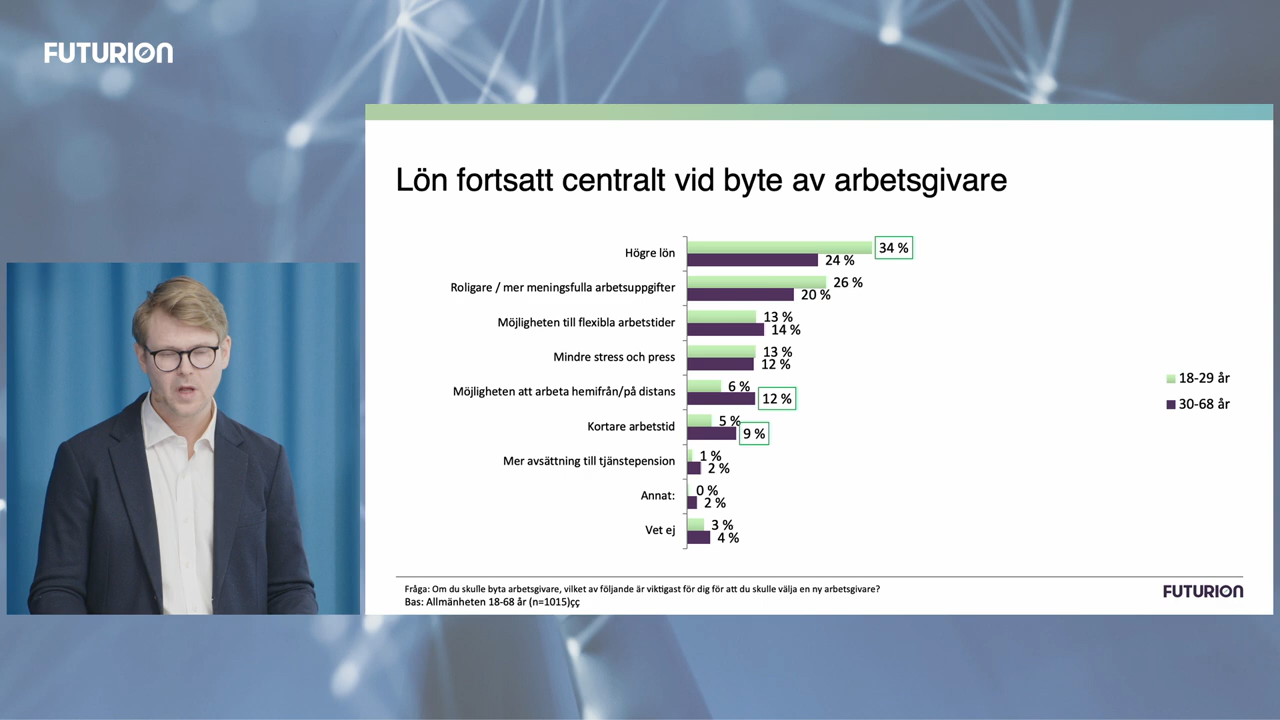 FUTURION
Lön fortsatt centralt vid byte av arbetsgivare
Högre lön
34 %
24 %
Roligare / mer meningsfulla arbetsuppgifter
26 %
20 %
Möjligheten till flexibla arbetstider
13 %
14 %
Mindre stress och press
13 %
12 %
Möjligheten att arbeta hemifrån/på distans
6 %
12 %
Kortare arbetstid
5 %
9 %
Mer avsättning till tjänstepension
1 %
2 %
Annat:
0 %
2 %
Vet ej
3 %
4 %
18-29 år
30-68 år
Fråga: Om du skulle byta arbetsgivare, vilket av följande är viktigast för dig för att du skulle välja en ny arbetsgivare?
Bas: Allmänheten 18-68 år (n=1015)çç
FUTURION